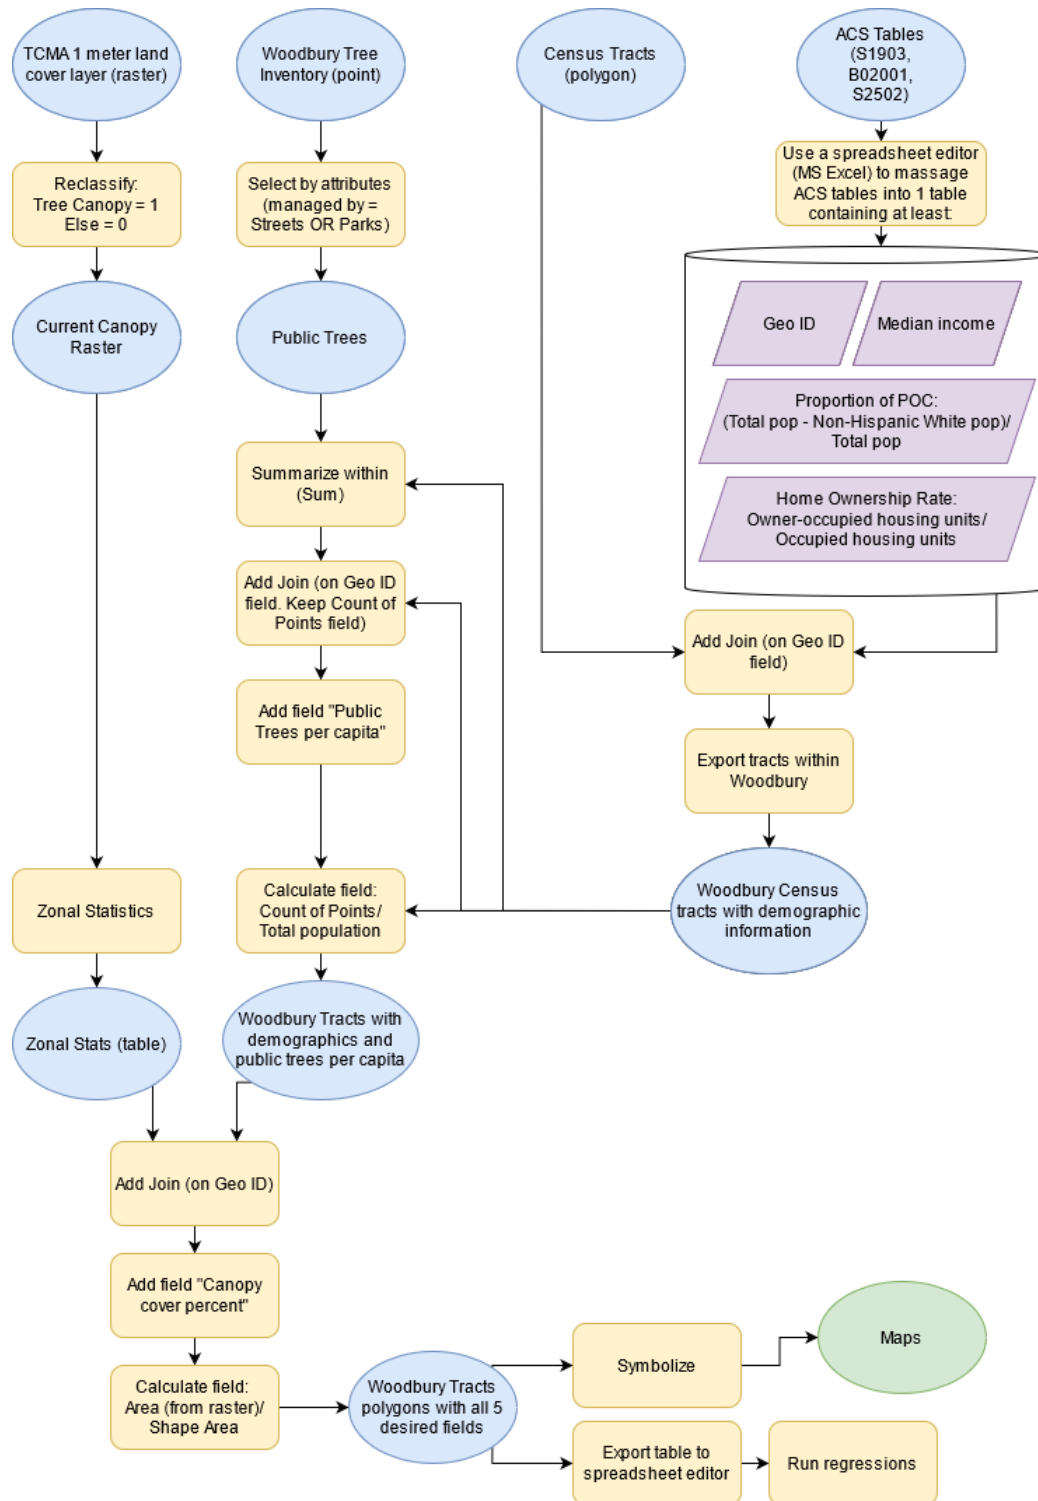 TCMA 1 meter land
cover layer (raster)
Woodbury Tree
Inventory (point)
Census Tracts
(polygon)
ACS Tables
(S1903,
B02001,
S2502)
Reclassify:
Tree Canopy = 1
Else = 0
Select by attributes
(managed by =
Streets OR Parks)
Use a spreadsheet editor
(MS Excel) to massage
ACS tables into 1 table
containing at least:
Current Canopy
Raster
Public Trees
Geo ID
Median income
Proportion of POC:
(Total pop - Non-Hispanic White pop)/
Total pop
Summarize within
(Sum)
Home Ownership Rate:
Owner-occupied housing units/
Occupied housing units
Add Join (on Geo ID
field. Keep Count of
Points field)
Add Join (on Geo ID
field)
Add field "Public
Trees per capita"
Export tracts within
Woodbury
Zonal Statistics
Calculate field:
Count of Points/
Total population
Woodbury Census
tracts with demographic
information
Zonal Stats (table)
Woodbury Tracts with
demographics and
public trees per capita
Add Join (on Geo ID)
Add field "Canopy
cover percent"
Calculate field:
Area (from raster)/
Shape Area
Woodbury Tracts
polygons with all 5
desired fields
Symbolize
Maps
Export table to
spreadsheet editor
Run regressions